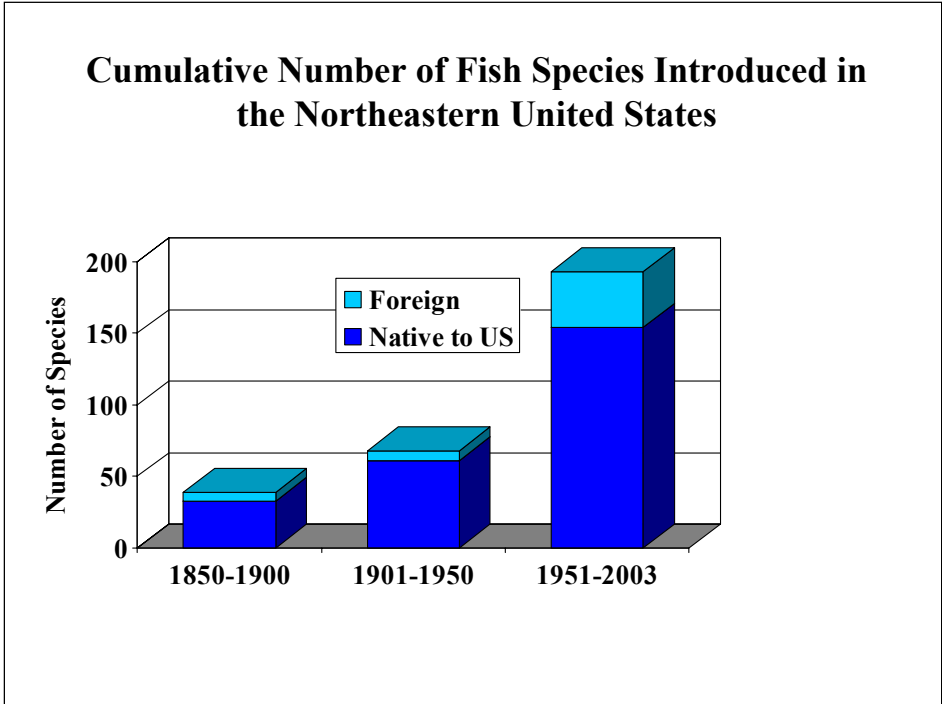 Cumulative Number of Fish Species Introduced in
the Northeastern United States
Number of Species
200
150
100
50
0
Foreign
Native to US
1850-1900
1901-1950
1951-2003